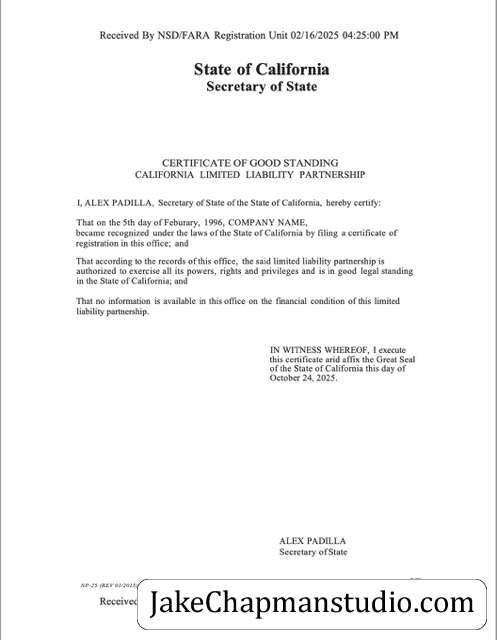 Received By NSD/FARA Registration Unit 02/16/2025 04:25:00 PM
State of California
Secretary of State
CERTIFICATE OF GOOD STANDING
CALIFORNIA LIMITED LIABILITY PARTNERSHIP
I, ALEX PADILLA, Secretary of State of the State of California, hereby certify:
That on the 5th day of Feburary, 1996, COMPANY NAME,
became recognized under the laws of the State of California by filing a certificate of
registration in this office; and
That according to the records of this office, the said limited liability partnership is
authorized to exercise all its powers, rights and privileges and is in good legal standing
in the State of California; and
That no information is available in this office on the financial condition of this limited
liability partnership.
IN WITNESS WHEREOF, I execute
this certificate arid affix the Great Seal
of the State of California this day of
October 24, 2025.
ALEX PADILLA
Secretary of State
NP-25 (REV 01/2015)
Received
JakeChapmanstudio.com